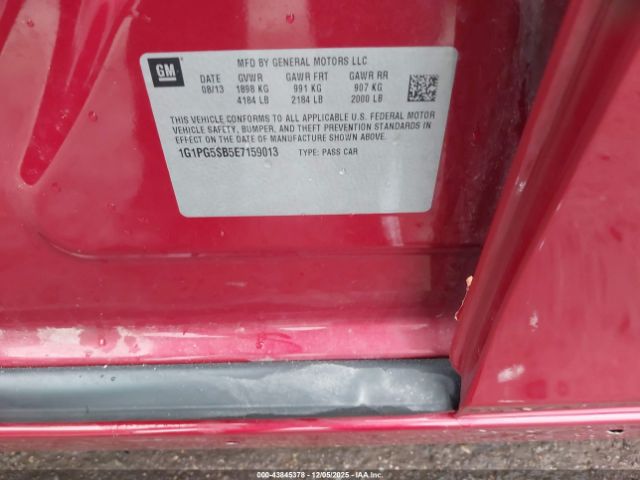 GM
MFD BY GENERAL MOTORS LLC
DATE GVWR GAWR FRT GAWR RR
08/13 1898 KG 991 KG 907 KG
4184 LB 2184 LB 2000 LB
THIS VEHICLE CONFORMS TO ALL APPLICABLE U.S. FEDERAL MOTOR
VEHICLE SAFETY, BUMPER, AND THEFT PREVENTION STANDARDS IN
EFFECT ON THE DATE OF MANUFACTURE SHOWN ABOVE.
1G1PG5SB5E7159013 TYPE: PASS CAR
000-43845378 - 12/05/2025 - IAA.